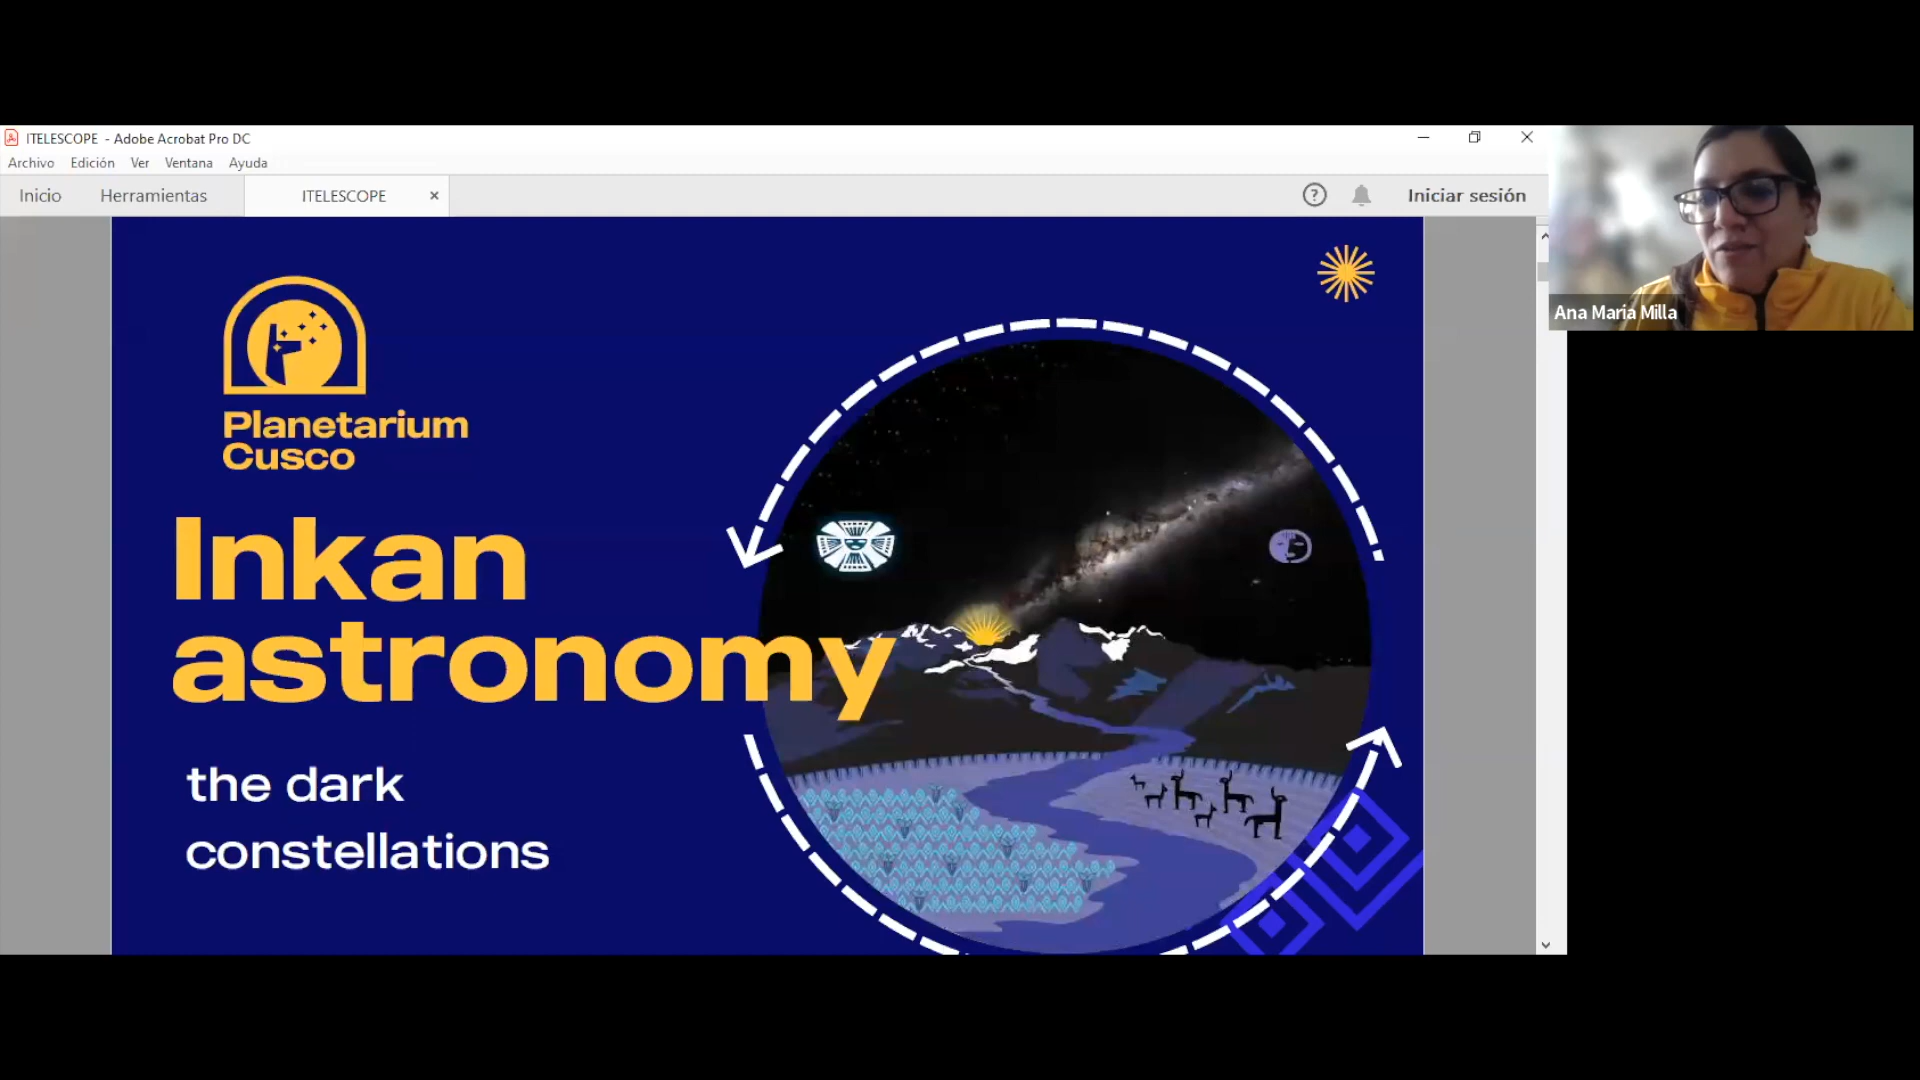 ITELESCOPE - Adobe Acrobat Pro DC
Archivo Edición Ver Ventana Ayuda
Inicio Herramientas ITELESCOPE × ? Iniciar sesión
Planetarium
Cusco
Inkan
astronomy
the dark
constellations
Ana Maria Milla